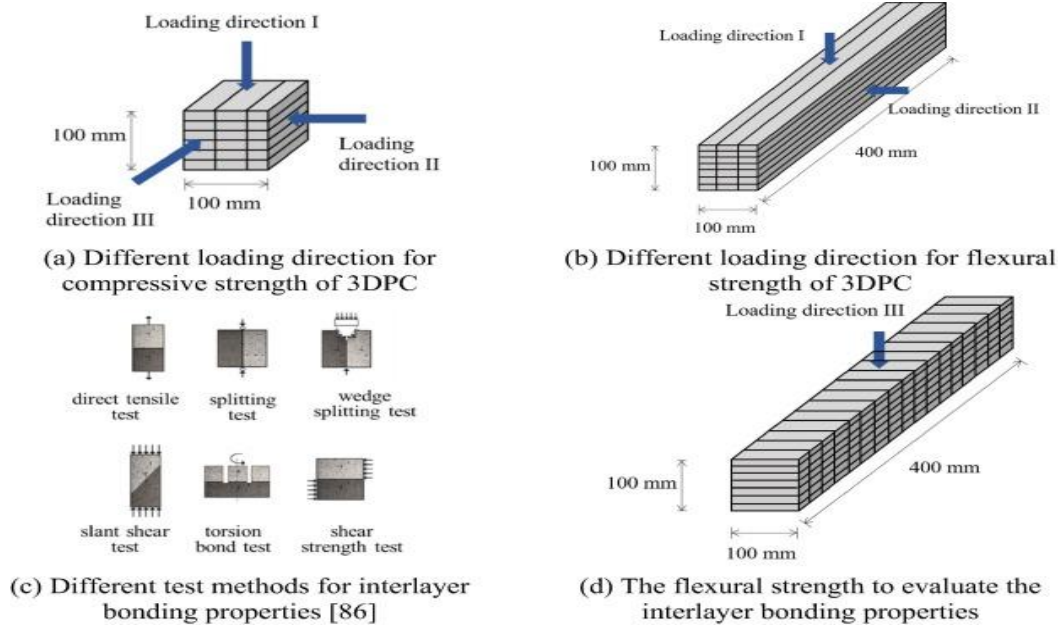 Loading direction I
100 mm
Loading
direction II
Loading
direction III
100 mm
(a) Different loading direction for
compressive strength of 3DPC
Loading direction I
Loading direction II
400 mm
100 mm
100 mm
(b) Different loading direction for flexural
strength of 3DPC
direct tensile
test
splitting
test
wedge
splitting test
slant shear
test
torsion
bond test
shear
strength test
(c) Different test methods for interlayer
bonding properties [86]
Loading direction III
400 mm
100 mm
100 mm
(d) The flexural strength to evaluate the
interlayer bonding properties